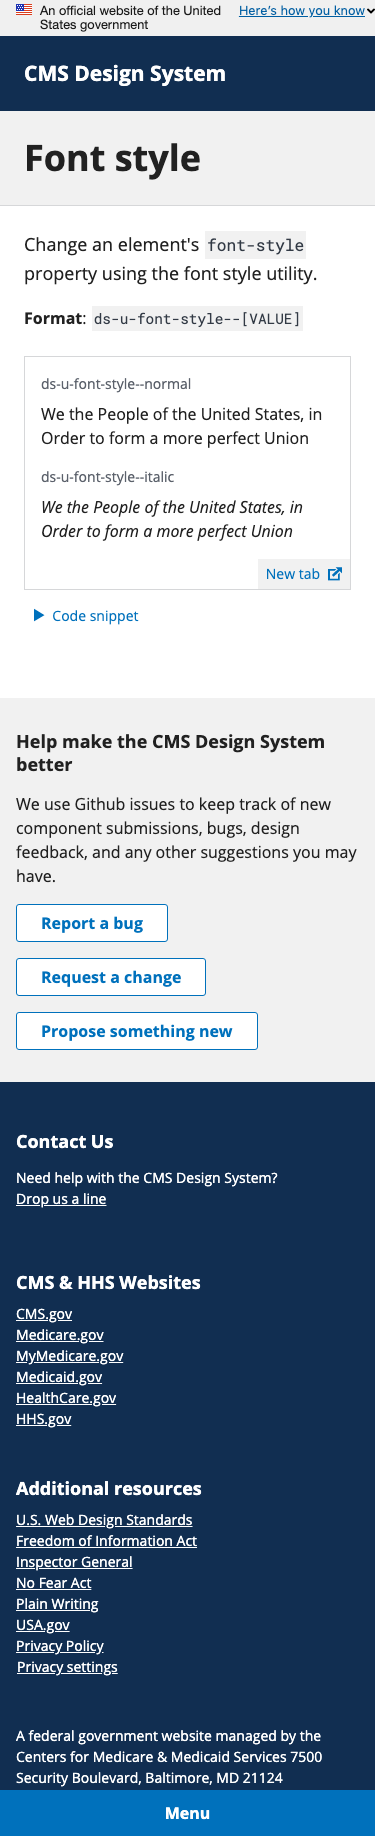 An official website of the United
States government
Here's how you know
CMS Design System
Font style
Change an element's font-style
property using the font style utility.
Format: ds-u-font-style--[VALUE]
ds-u-font-style--normal
We the People of the United States, in
Order to form a more perfect Union
ds-u-font-style--italic
We the People of the United States, in
Order to form a more perfect Union
New tab
Code snippet
Help make the CMS Design System
better
We use Github issues to keep track of new
component submissions, bugs, design
feedback, and any other suggestions you may
have.
Report a bug
Request a change
Propose something new
Contact Us
Need help with the CMS Design System?
Drop us a line
CMS & HHS Websites
CMS.gov
Medicare.gov
MyMedicare.gov
Medicaid.gov
HealthCare.gov
HHS.gov
Additional resources
U.S. Web Design Standards
Freedom of Information Act
Inspector General
No Fear Act
Plain Writing
USA.gov
Privacy Policy
Privacy settings
A federal government website managed by the
Centers for Medicare & Medicaid Services 7500
Security Boulevard, Baltimore, MD 21124
Menu